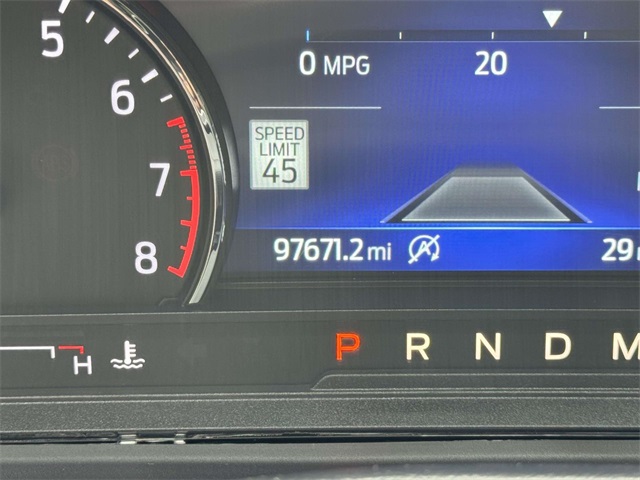 5
6
7
8
0 MPG 20
SPEED
LIMIT
45
97671.2 mi A 29
H P R N D M